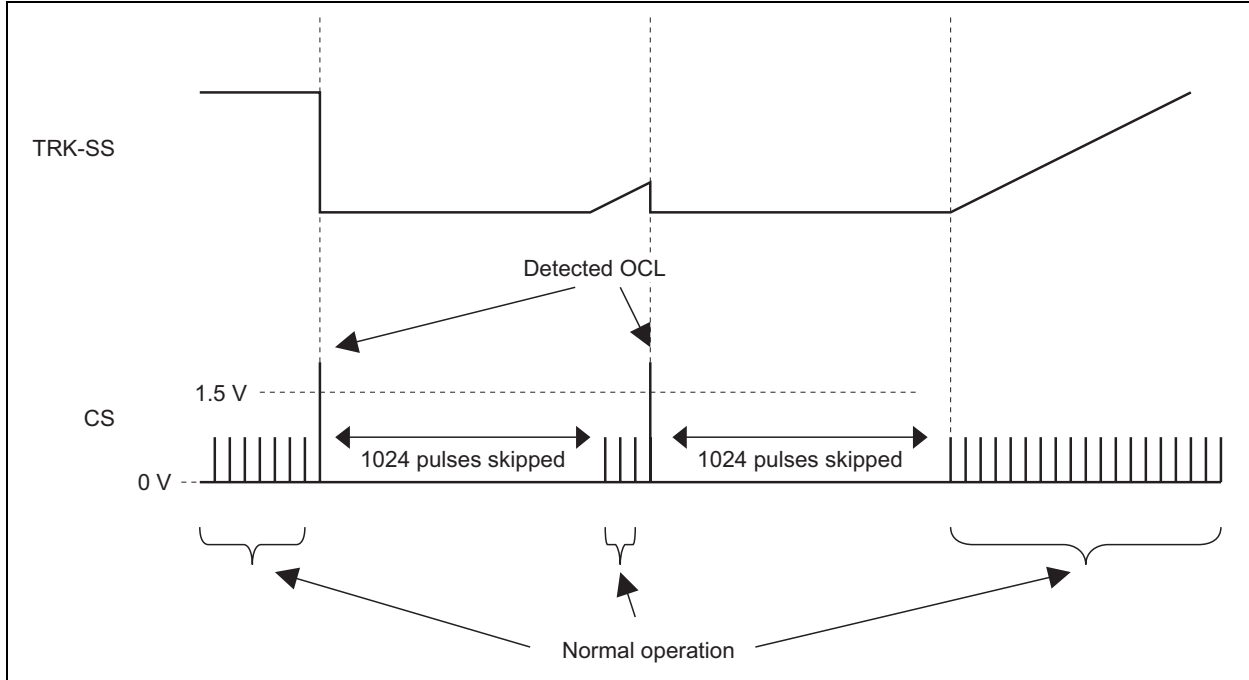 TRK-SS
Detected OCL
1.5 V
CS
1024 pulses skipped
1024 pulses skipped
0 V
Normal operation